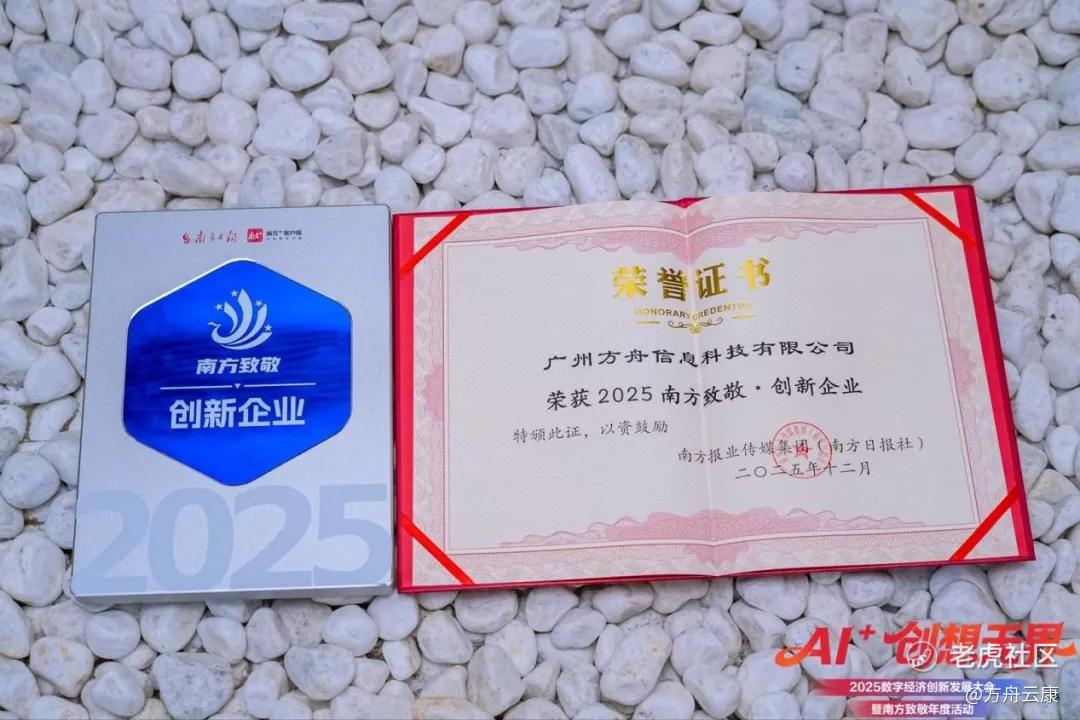 南方日报 南方+客户端
南方致敬
创新企业
2025
荣誉证书
HONORARY CREDENTIAL
广州方舟信息科技有限公司
荣获2025南方致敬·创新企业
特颁此证，以资鼓励
南方报业传媒集团（南方日报社）
二〇二五年十二月
AI+ 创想无界
老虎社区
2025数字经济创新发展大会
@方舟云康
暨南方致敬年度活动